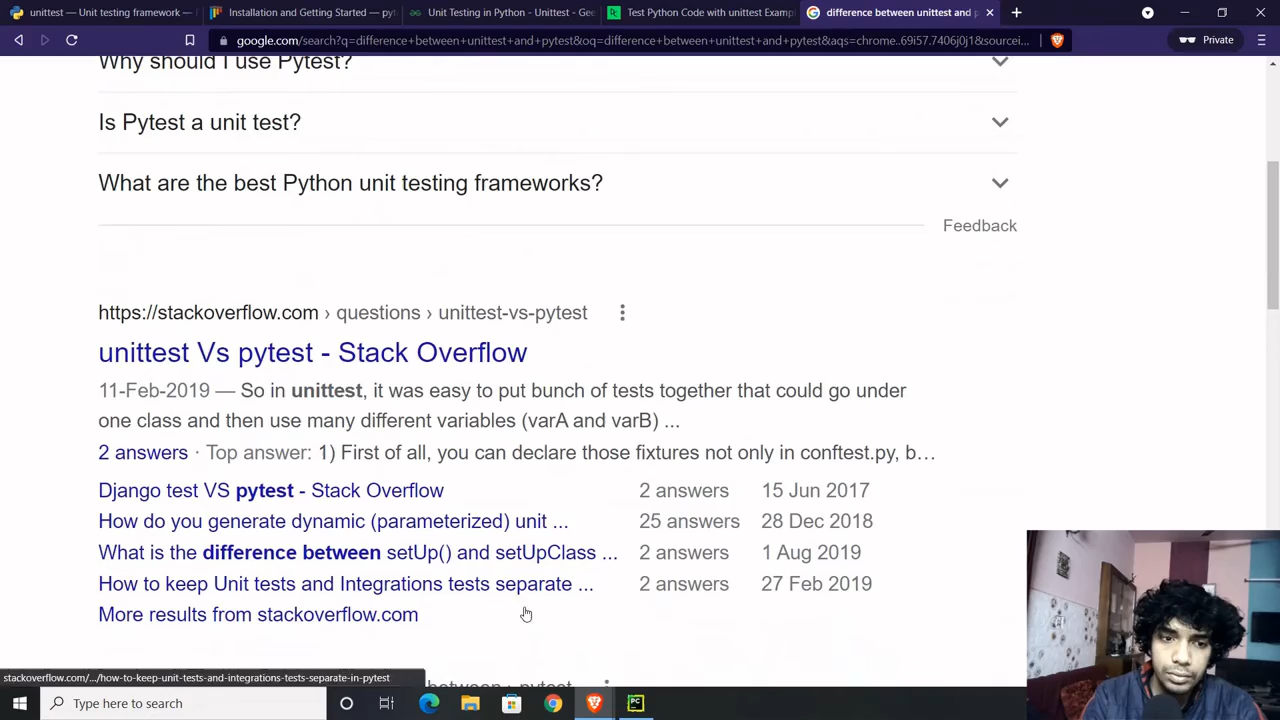 unittest — Unit testing framework —
Installation and Getting Started — pyt
Unit Testing in Python - Unittest - Gee
Test Python Code with unittest Examp
difference between unittest and p
google.com/search?q=difference+between+unittest+and+pytest&oq=difference+between+unittest+and+pytest&aqs=chrome..69i57.7406j0j1&sourcei...
Private
Why should I use Pytest?
Is Pytest a unit test?
What are the best Python unit testing frameworks?
Feedback
https://stackoverflow.com › questions › unittest-vs-pytest
unittest Vs pytest - Stack Overflow
11-Feb-2019 — So in unittest, it was easy to put bunch of tests together that could go under
one class and then use many different variables (varA and varB) ...
2 answers · Top answer: 1) First of all, you can declare those fixtures not only in conftest.py, b...
Django test VS pytest - Stack Overflow 2 answers 15 Jun 2017
How do you generate dynamic (parameterized) unit ... 25 answers 28 Dec 2018
What is the difference between setUp() and setUpClass ... 2 answers 1 Aug 2019
How to keep Unit tests and Integrations tests separate ... 2 answers 27 Feb 2019
More results from stackoverflow.com
stackoverflow.com/.../how-to-keep-unit-tests-and-integrations-tests-separate-in-pytest
Type here to search